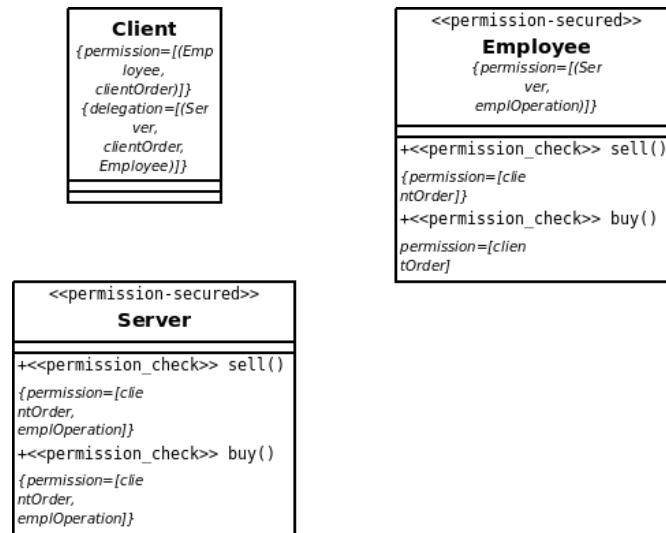 Client
{permission=[(Emp
loyee,
clientOrder)]}
{delegation=[(Ser
ver,
clientOrder,
Employee)]}
<<permission-secured>>
Employee
{permission=[(Ser
ver,
emplOperation)]}
+<<permission_check>> sell()
{permission=[clie
ntOrder]}
+<<permission_check>> buy()
permission=[clien
tOrder]
<<permission-secured>>
Server
+<<permission_check>> sell()
{permission=[clie
ntOrder,
emplOperation]}
+<<permission_check>> buy()
{permission=[clie
ntOrder,
emplOperation]}